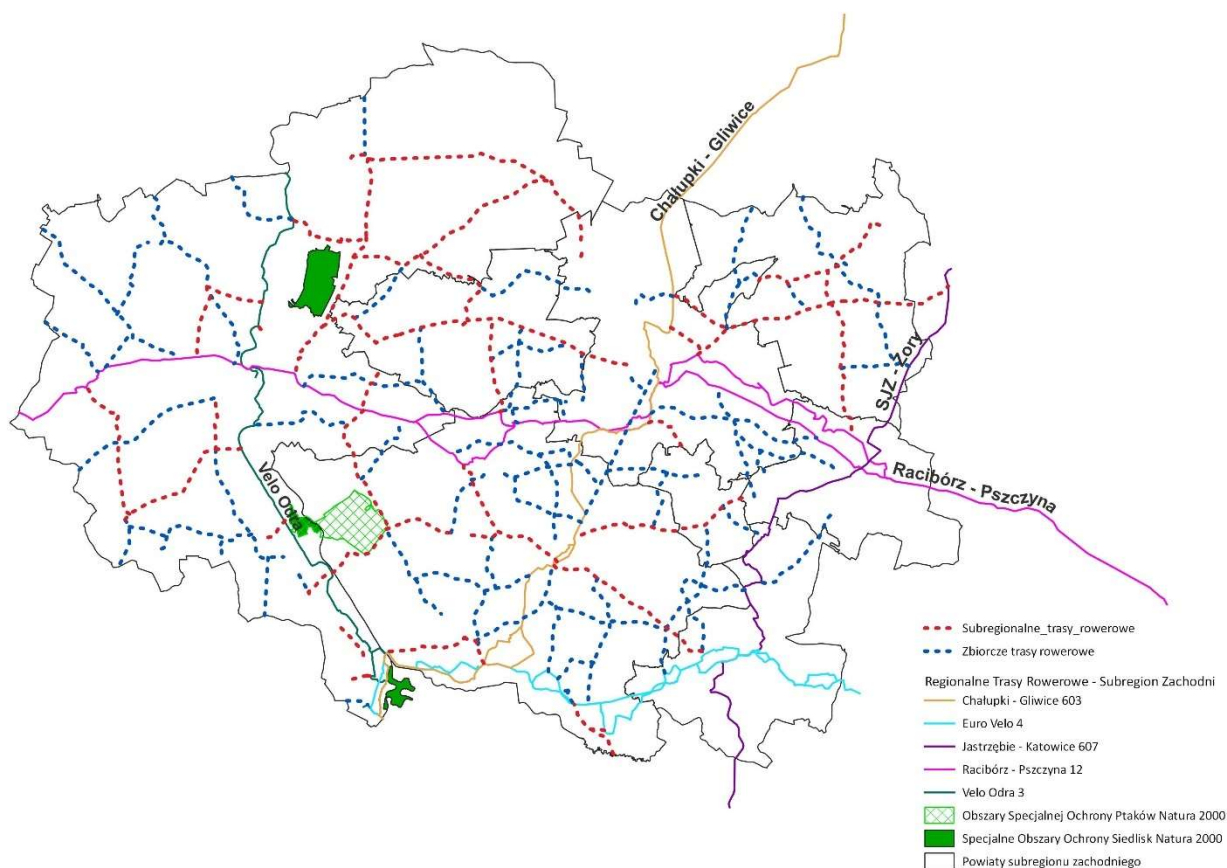 Chałupki - Gliwice
SJZ - Żory
Velo Odra
Racibórz - Pszczyna
Subregionalne_trasy_rowerowe
Zbiorcze trasy rowerowe
Regionalne Trasy Rowerowe - Subregion Zachodni
Chałupki - Gliwice 603
Euro Velo 4
Jastrzębie - Katowice 607
Racibórz - Pszczyna 12
Velo Odra 3
Obszary Specjalnej Ochrony Ptaków Natura 2000
Specjalne Obszary Ochrony Siedlisk Natura 2000
Powiaty subregionu zachodniego